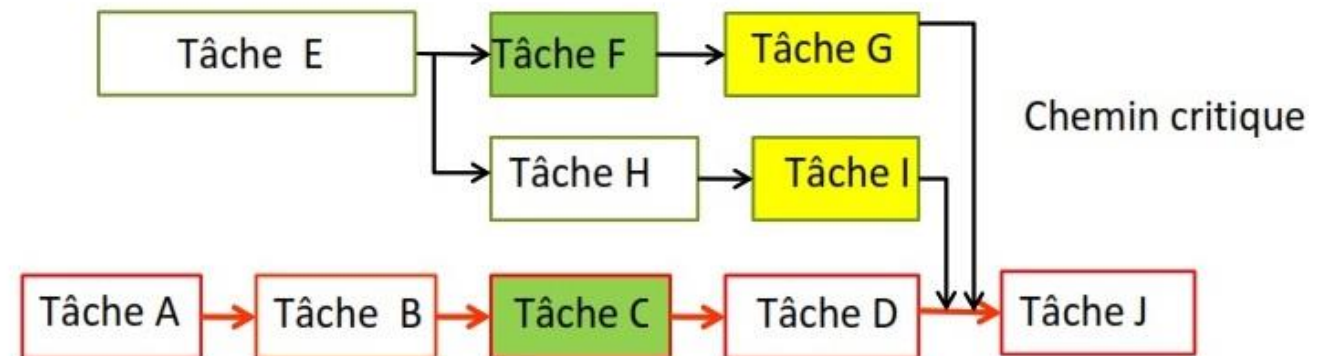 Tâche E
Tâche F
Tâche G
Chemin critique
Tâche H
Tâche I
Tâche A
Tâche B
Tâche C
Tâche D
Tâche J